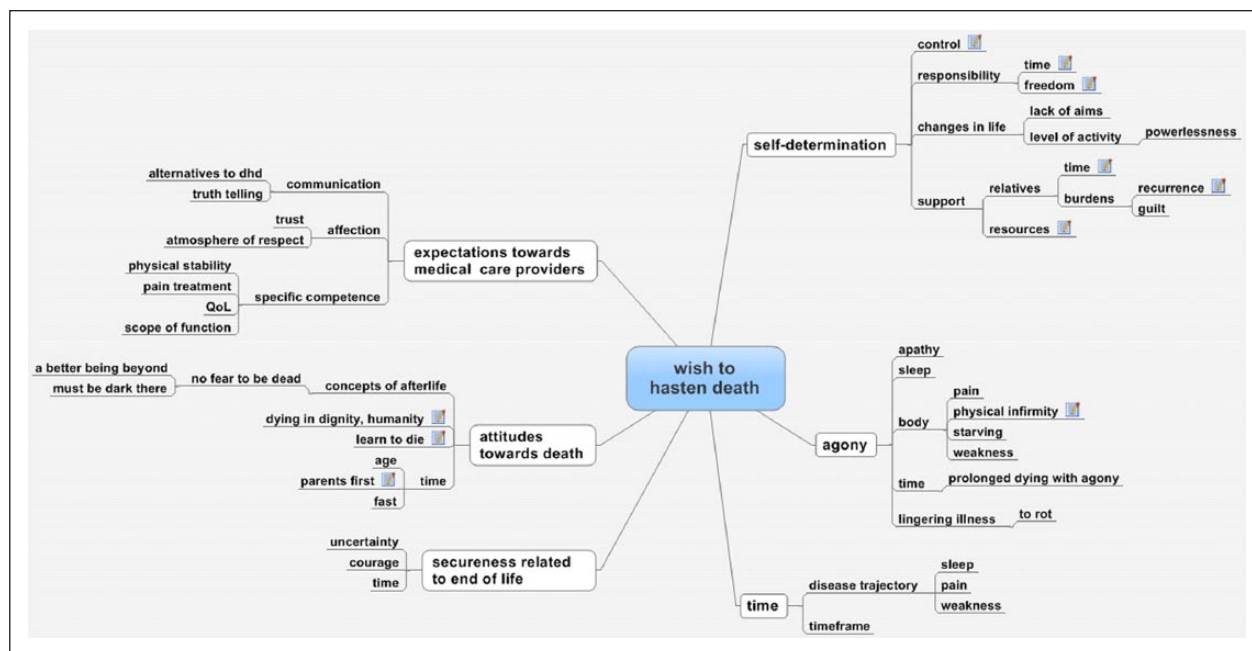 wish to
hasten death
self-determination
control
responsibility
time
freedom
changes in life
lack of aims
level of activity
powerlessness
support
relatives
time
burdens
recurrence
guilt
resources
agony
apathy
sleep
body
pain
physical infirmity
starving
weakness
time
prolonged dying with agony
lingering illness
to rot
time
disease trajectory
sleep
pain
weakness
timeframe
expectations towards
medical care providers
communication
alternatives to dhd
truth telling
affection
trust
atmosphere of respect
specific competence
physical stability
pain treatment
QoL
scope of function
attitudes
towards death
concepts of afterlife
no fear to be dead
a better being beyond
must be dark there
dying in dignity, humanity
learn to die
time
age
parents first
fast
secureness related
to end of life
uncertainty
courage
time